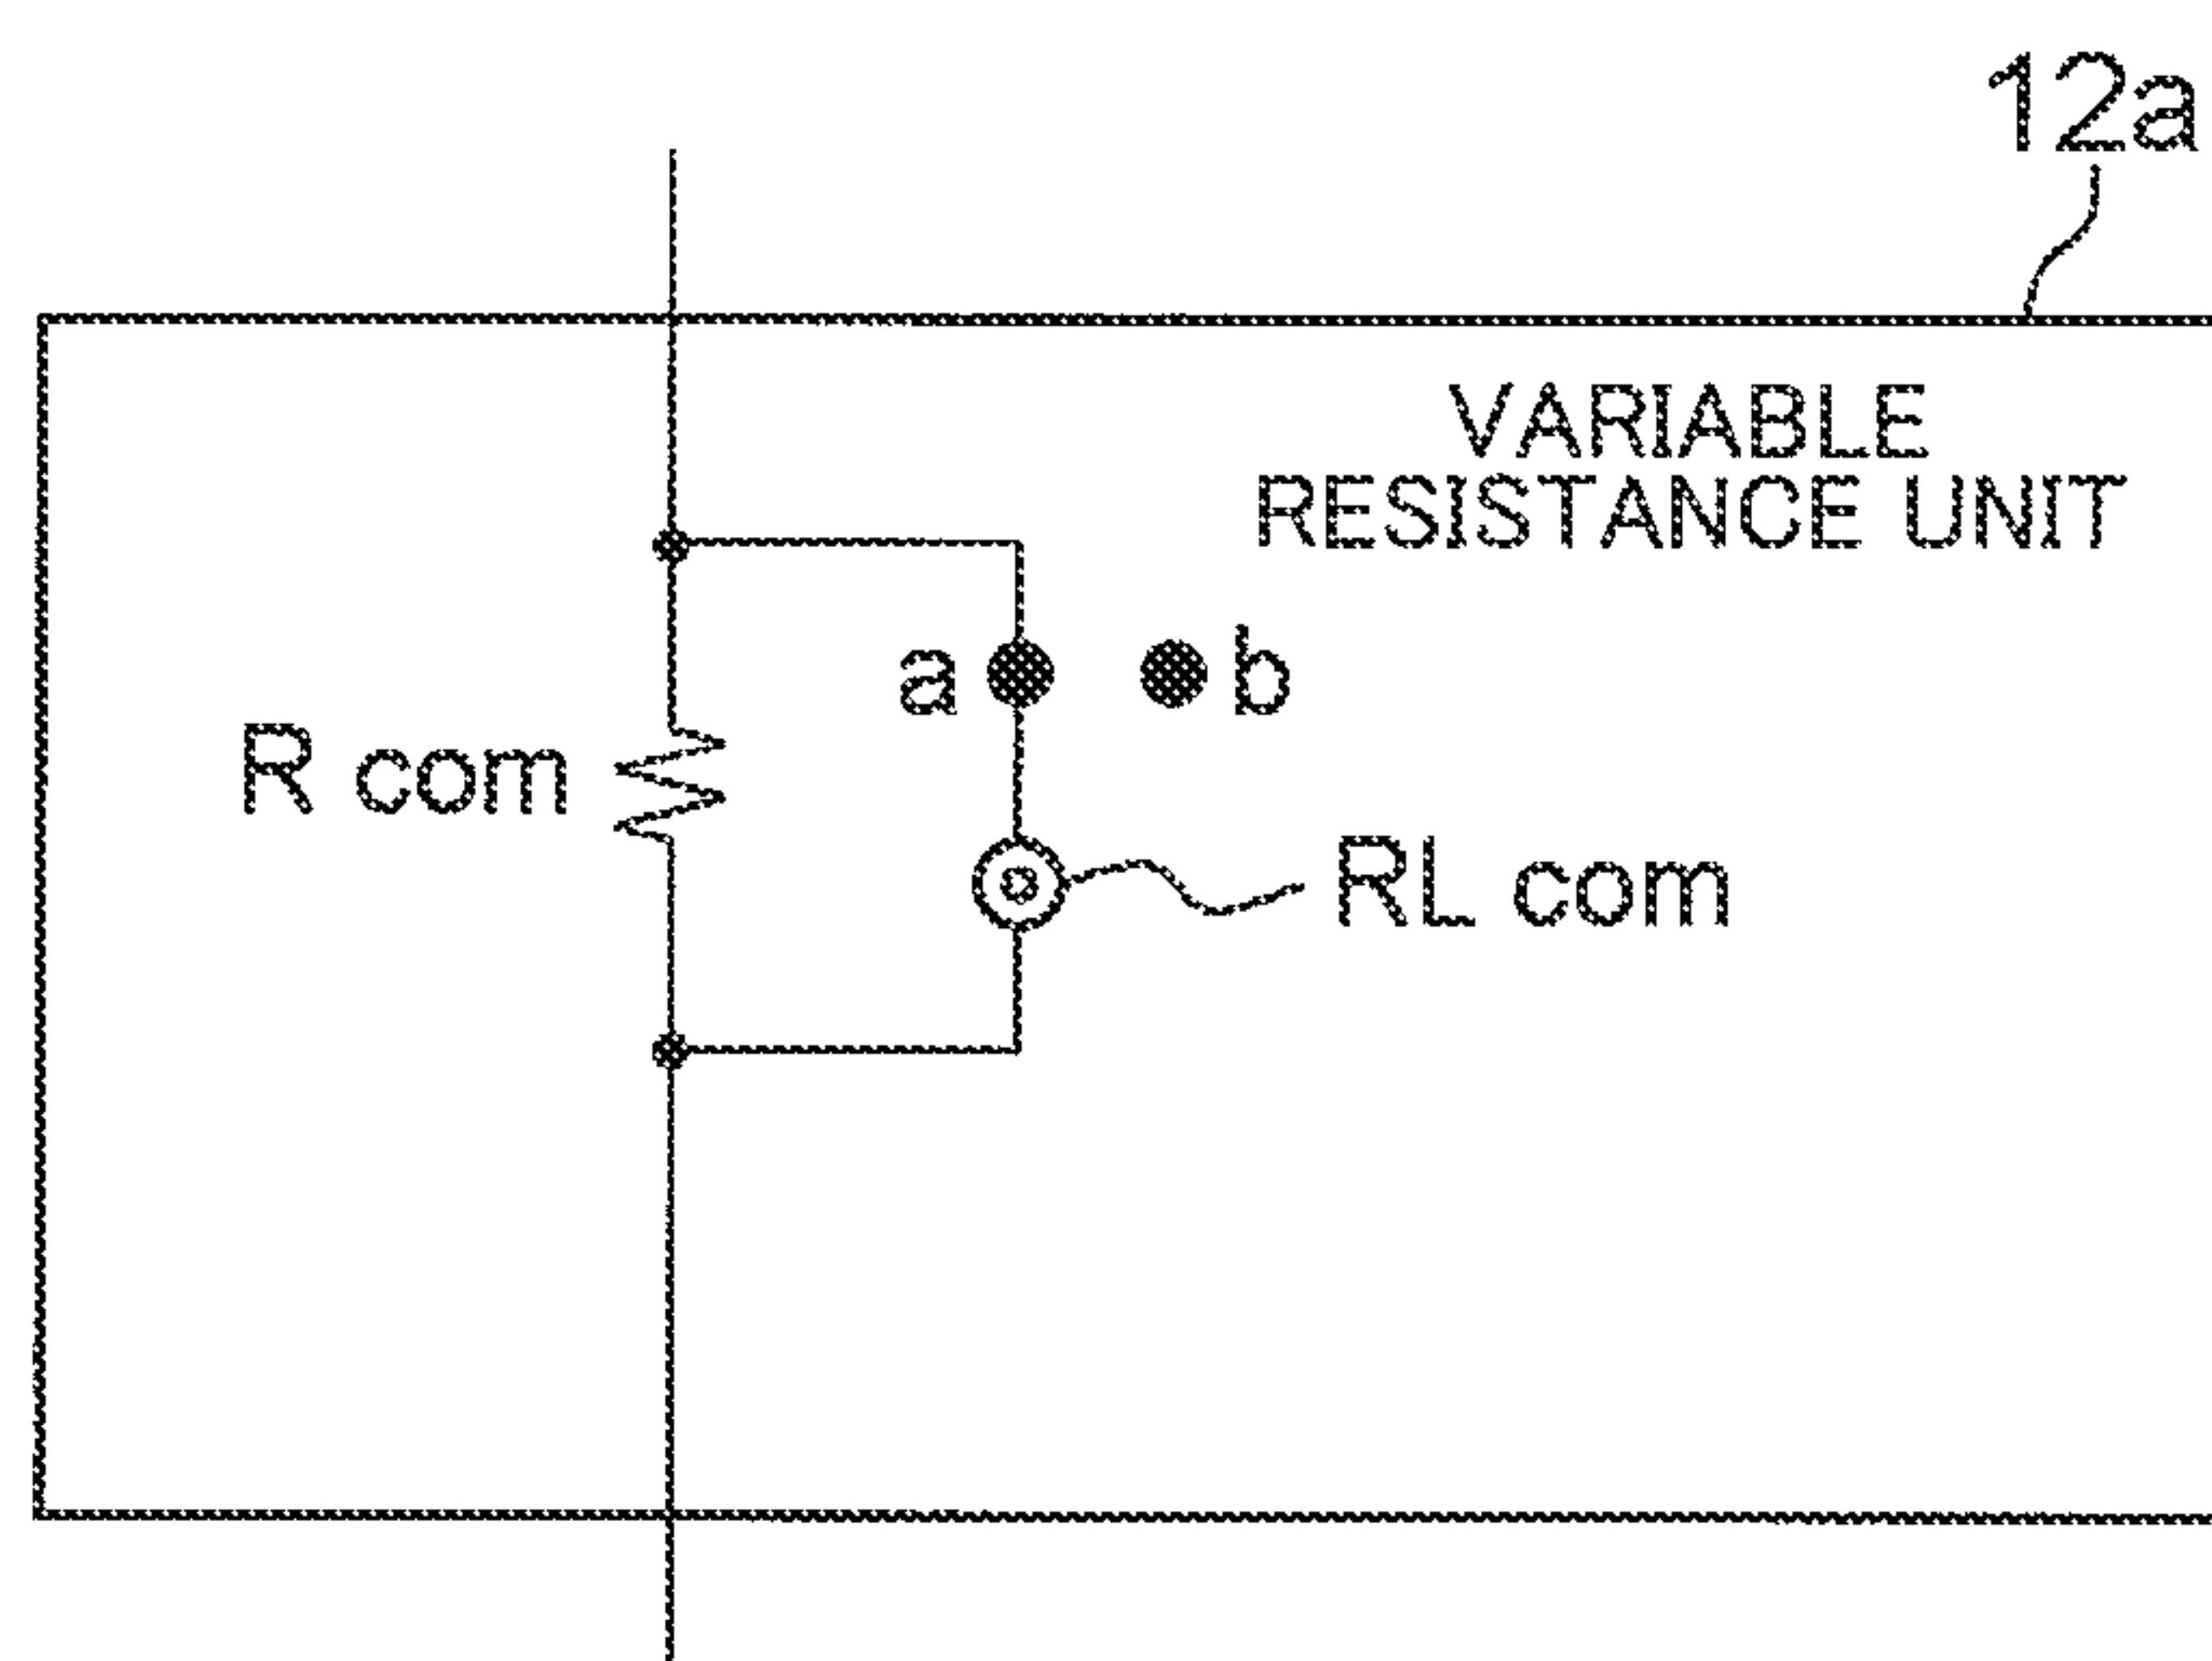 12a
VARIABLE
RESISTANCE UNIT
a b
R com
RL com